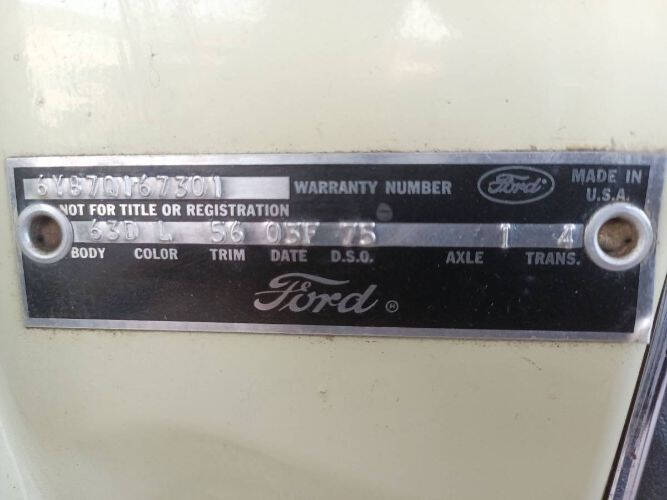 6Y87Q167301 WARRANTY NUMBER Ford MADE IN U.S.A.
NOT FOR TITLE OR REGISTRATION
63D L 56 05F 75 1 4
BODY COLOR TRIM DATE D.S.O. AXLE TRANS.
Ford ®